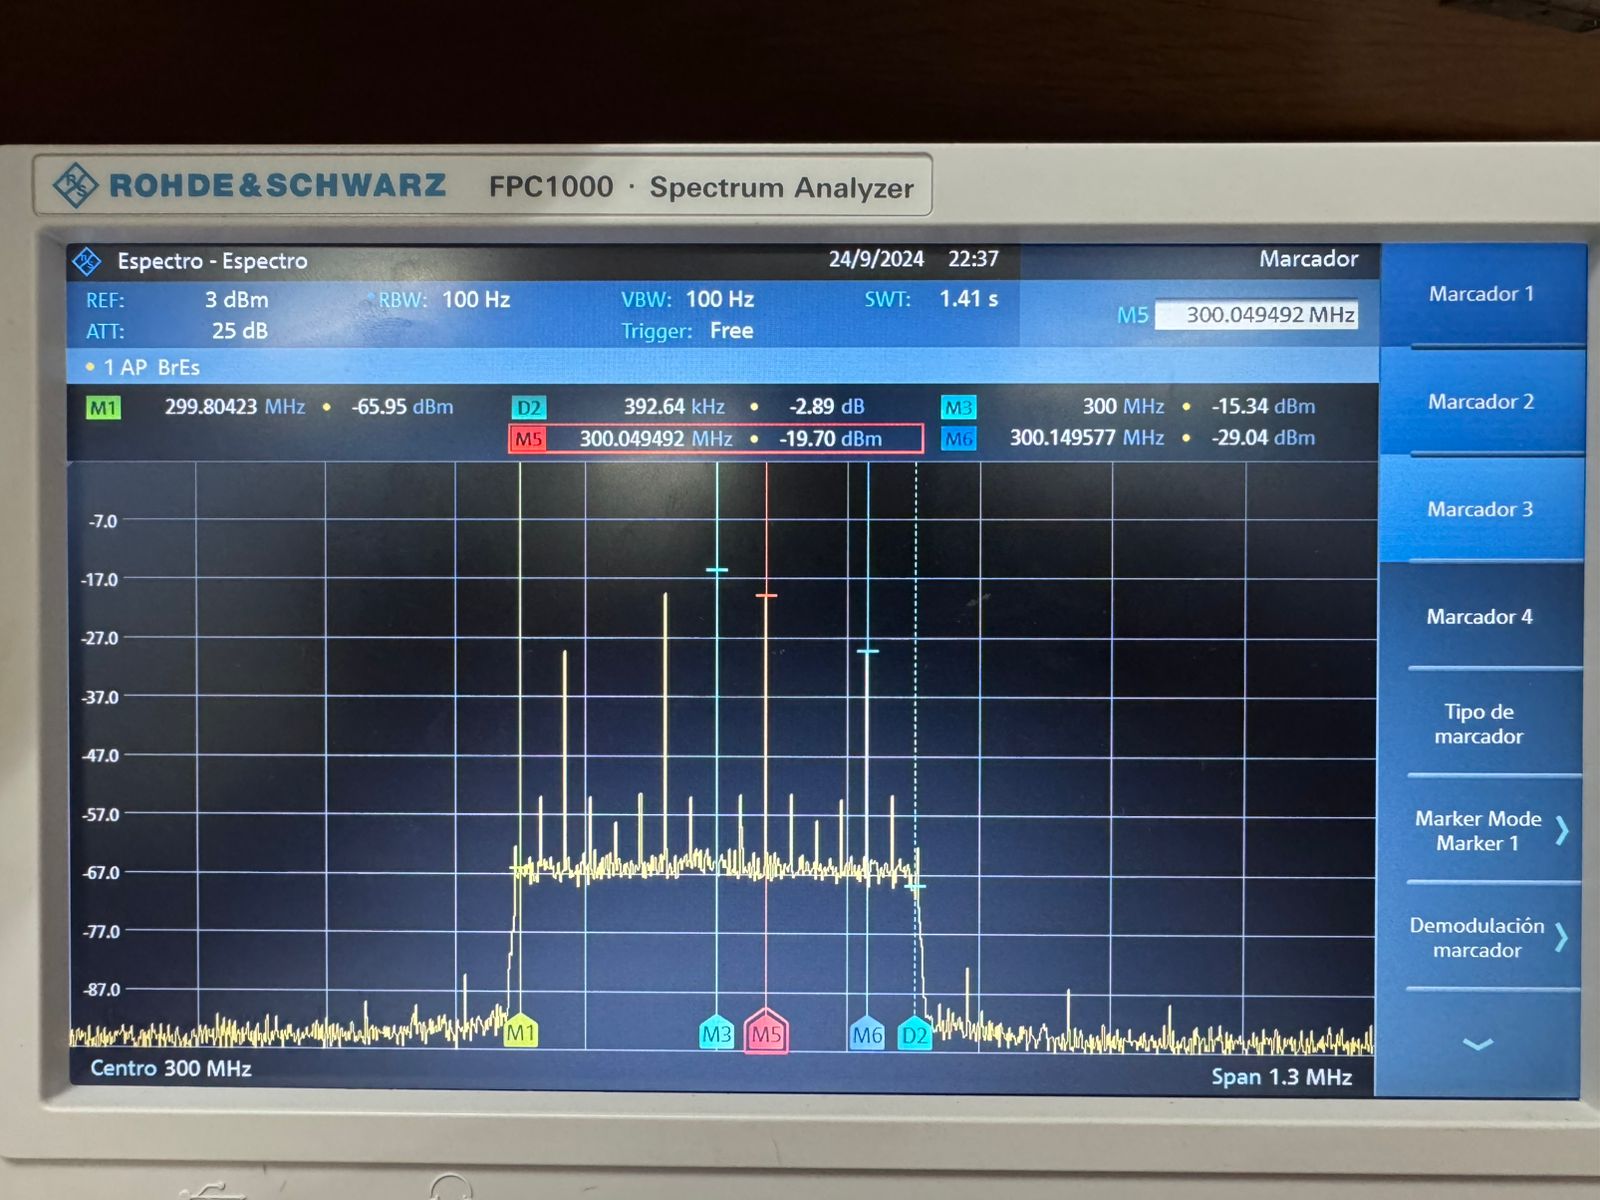 ROHDE&SCHWARZ FPC1000 · Spectrum Analyzer
Espectro - Espectro 24/9/2024 22:37 Marcador
REF: 3 dBm RBW: 100 Hz VBW: 100 Hz SWT: 1.41 s
ATT: 25 dB Trigger: Free M5 300.049492 MHz
1 AP BrEs
M1 299.80423 MHz • -65.95 dBm D2 392.64 kHz • -2.89 dB M3 300 MHz • -15.34 dBm
M5 300.049492 MHz • -19.70 dBm M6 300.149577 MHz • -29.04 dBm
-7.0
-17.0
-27.0
-37.0
-47.0
-57.0
-67.0
-77.0
-87.0
M1 M3 M5 M6 D2
Centro 300 MHz Span 1.3 MHz
Marcador 1
Marcador 2
Marcador 3
Marcador 4
Tipo de
marcador
Marker Mode
Marker 1
Demodulación
marcador